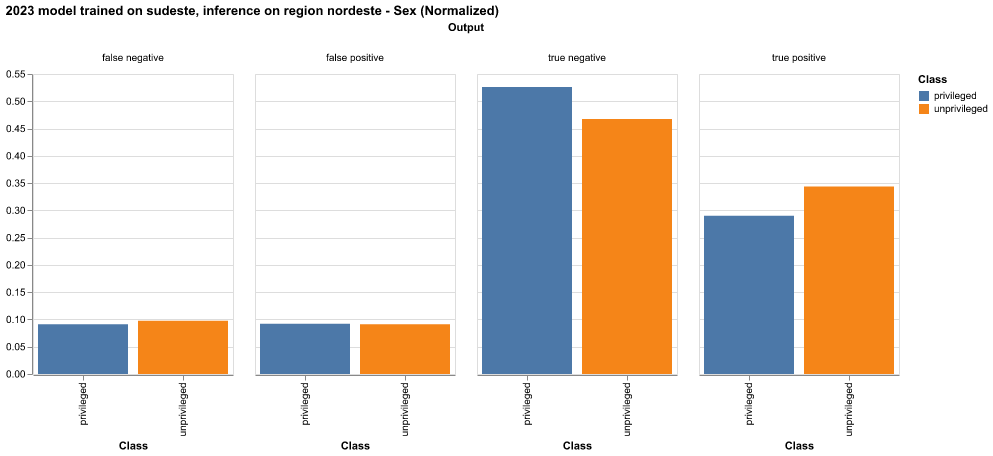 2023 model trained on sudeste, inference on region nordeste - Sex (Normalized)
Output
false negative
false positive
true negative
true positive
0.55
0.50
0.45
0.40
0.35
0.30
0.25
0.20
0.15
0.10
0.05
0.00
privileged
unprivileged
privileged
unprivileged
privileged
unprivileged
privileged
unprivileged
Class
Class
Class
Class
Class
privileged
unprivileged